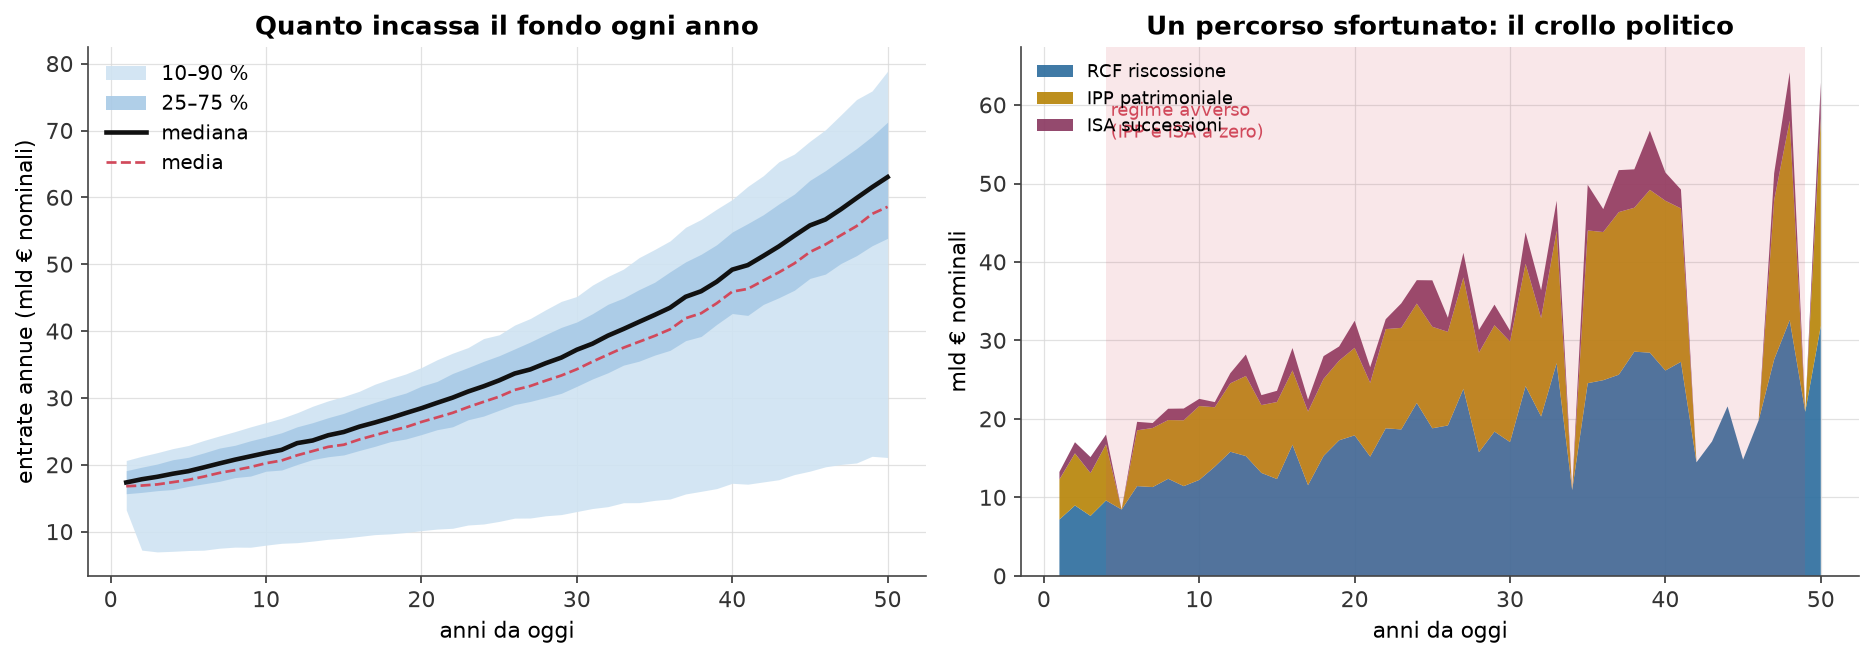 Quanto incassa il fondo ogni anno
80
70
60
50
40
30
20
10
entrate annue (mld € nominali)
10–90 %
25–75 %
mediana
media
0 10 20 30 40 50
anni da oggi
Un percorso sfortunato: il crollo politico
60
50
40
30
20
10
0
mld € nominali
RCF riscossione
IPP patrimoniale
ISA successioni
regime avverso
(IPP e ISA a zero)
0 10 20 30 40 50
anni da oggi